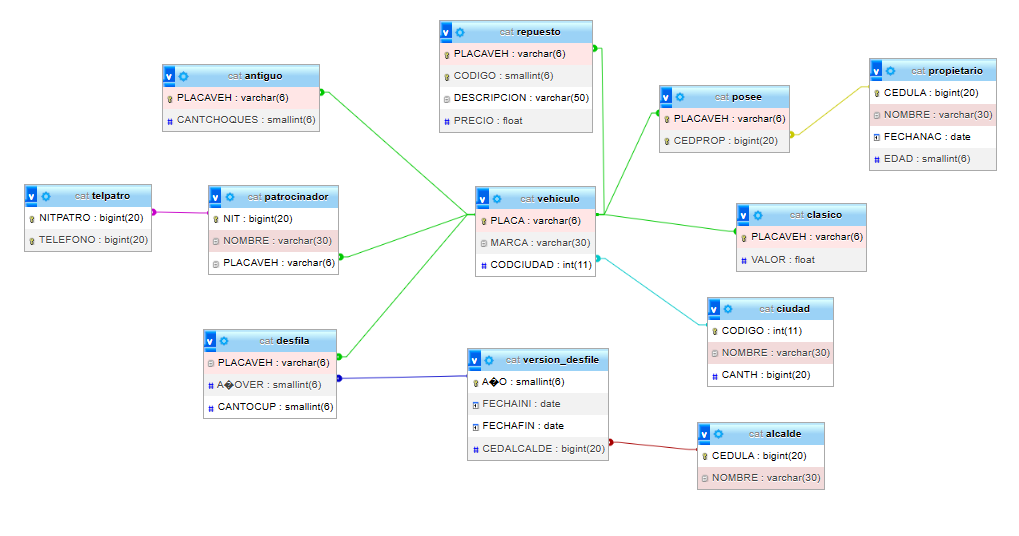 cat repuesto
PLACAVEH : varchar(6)
CODIGO : smallint(6)
DESCRIPCION : varchar(50)
PRECIO : float
cat antiguo
PLACAVEH : varchar(6)
CANTCHOQUES : smallint(6)
cat posee
PLACAVEH : varchar(6)
CEDPROP : bigint(20)
cat propietario
CEDULA : bigint(20)
NOMBRE : varchar(30)
FECHANAC : date
EDAD : smallint(6)
cat telpatro
NITPATRO : bigint(20)
TELEFONO : bigint(20)
cat patrocinador
NIT : bigint(20)
NOMBRE : varchar(30)
PLACAVEH : varchar(6)
cat vehiculo
PLACA : varchar(6)
MARCA : varchar(30)
CODCIUDAD : int(11)
cat clasico
PLACAVEH : varchar(6)
VALOR : float
cat ciudad
CODIGO : int(11)
NOMBRE : varchar(30)
CANTH : bigint(20)
cat desfila
PLACAVEH : varchar(6)
A�OVER : smallint(6)
CANTOCUP : smallint(6)
cat version_desfile
A�O : smallint(6)
FECHAINI : date
FECHAFIN : date
CEDALCALDE : bigint(20)
cat alcalde
CEDULA : bigint(20)
NOMBRE : varchar(30)